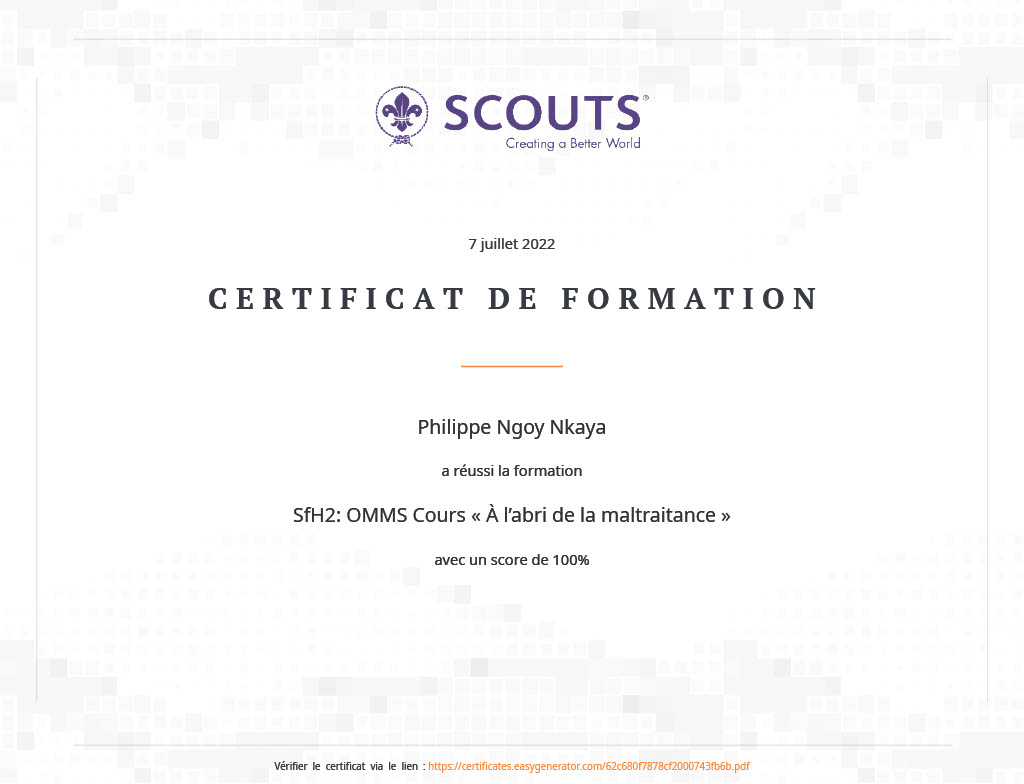 SCOUTS®
Creating a Better World
7 juillet 2022
CERTIFICAT DE FORMATION
Philippe Ngoy Nkaya
a réussi la formation
SfH2: OMMS Cours « À l’abri de la maltraitance »
avec un score de 100%
Vérifier le certificat via le lien : https://certificates.easygenerator.com/62c680f7878cf2000743fb6b.pdf